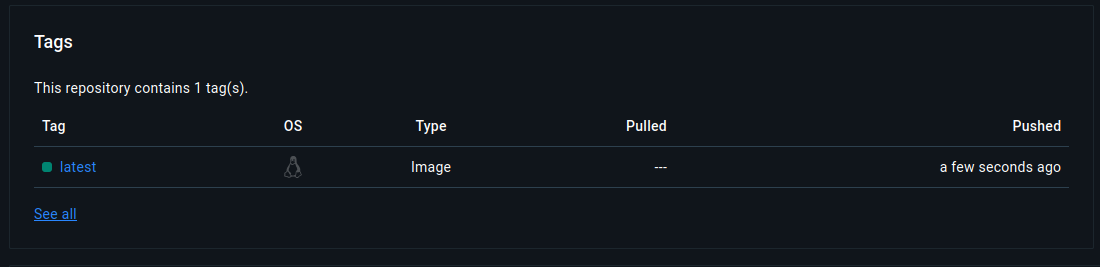 Tags
This repository contains 1 tag(s).
Tag OS Type Pulled Pushed
latest Image --- a few seconds ago
See all